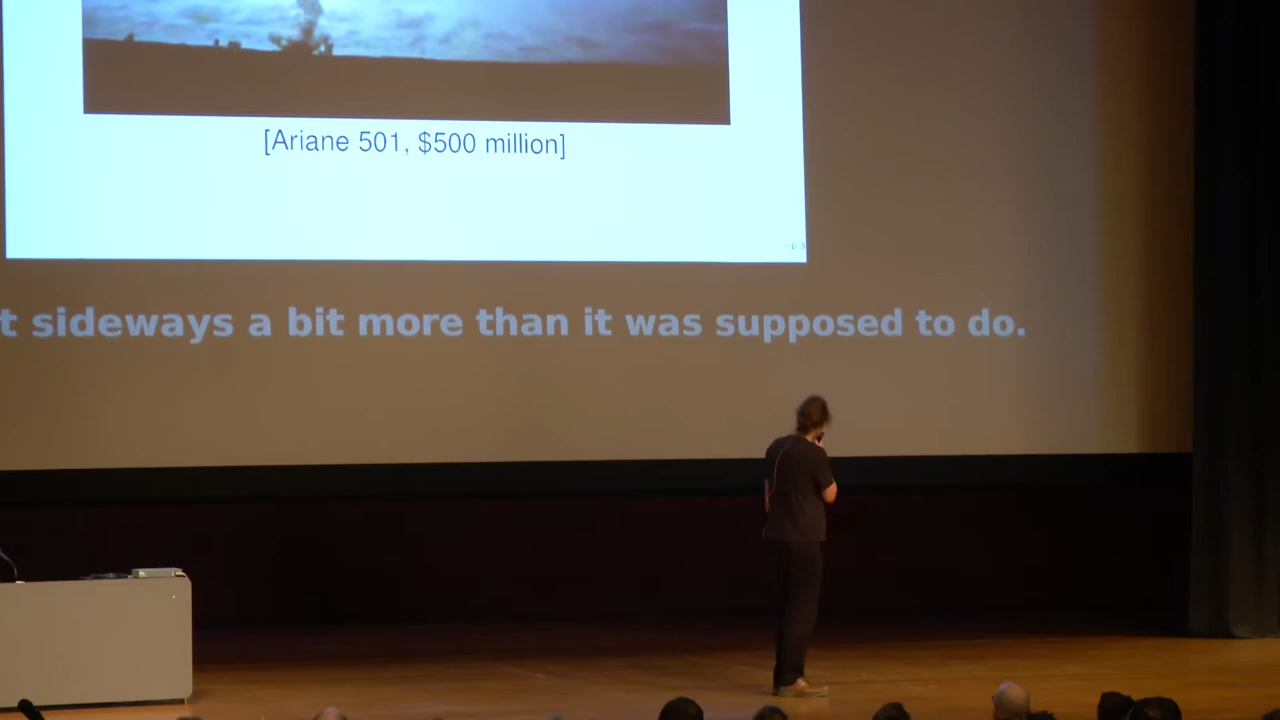 [Ariane 501, $500 million]
t sideways a bit more than it was supposed to do.